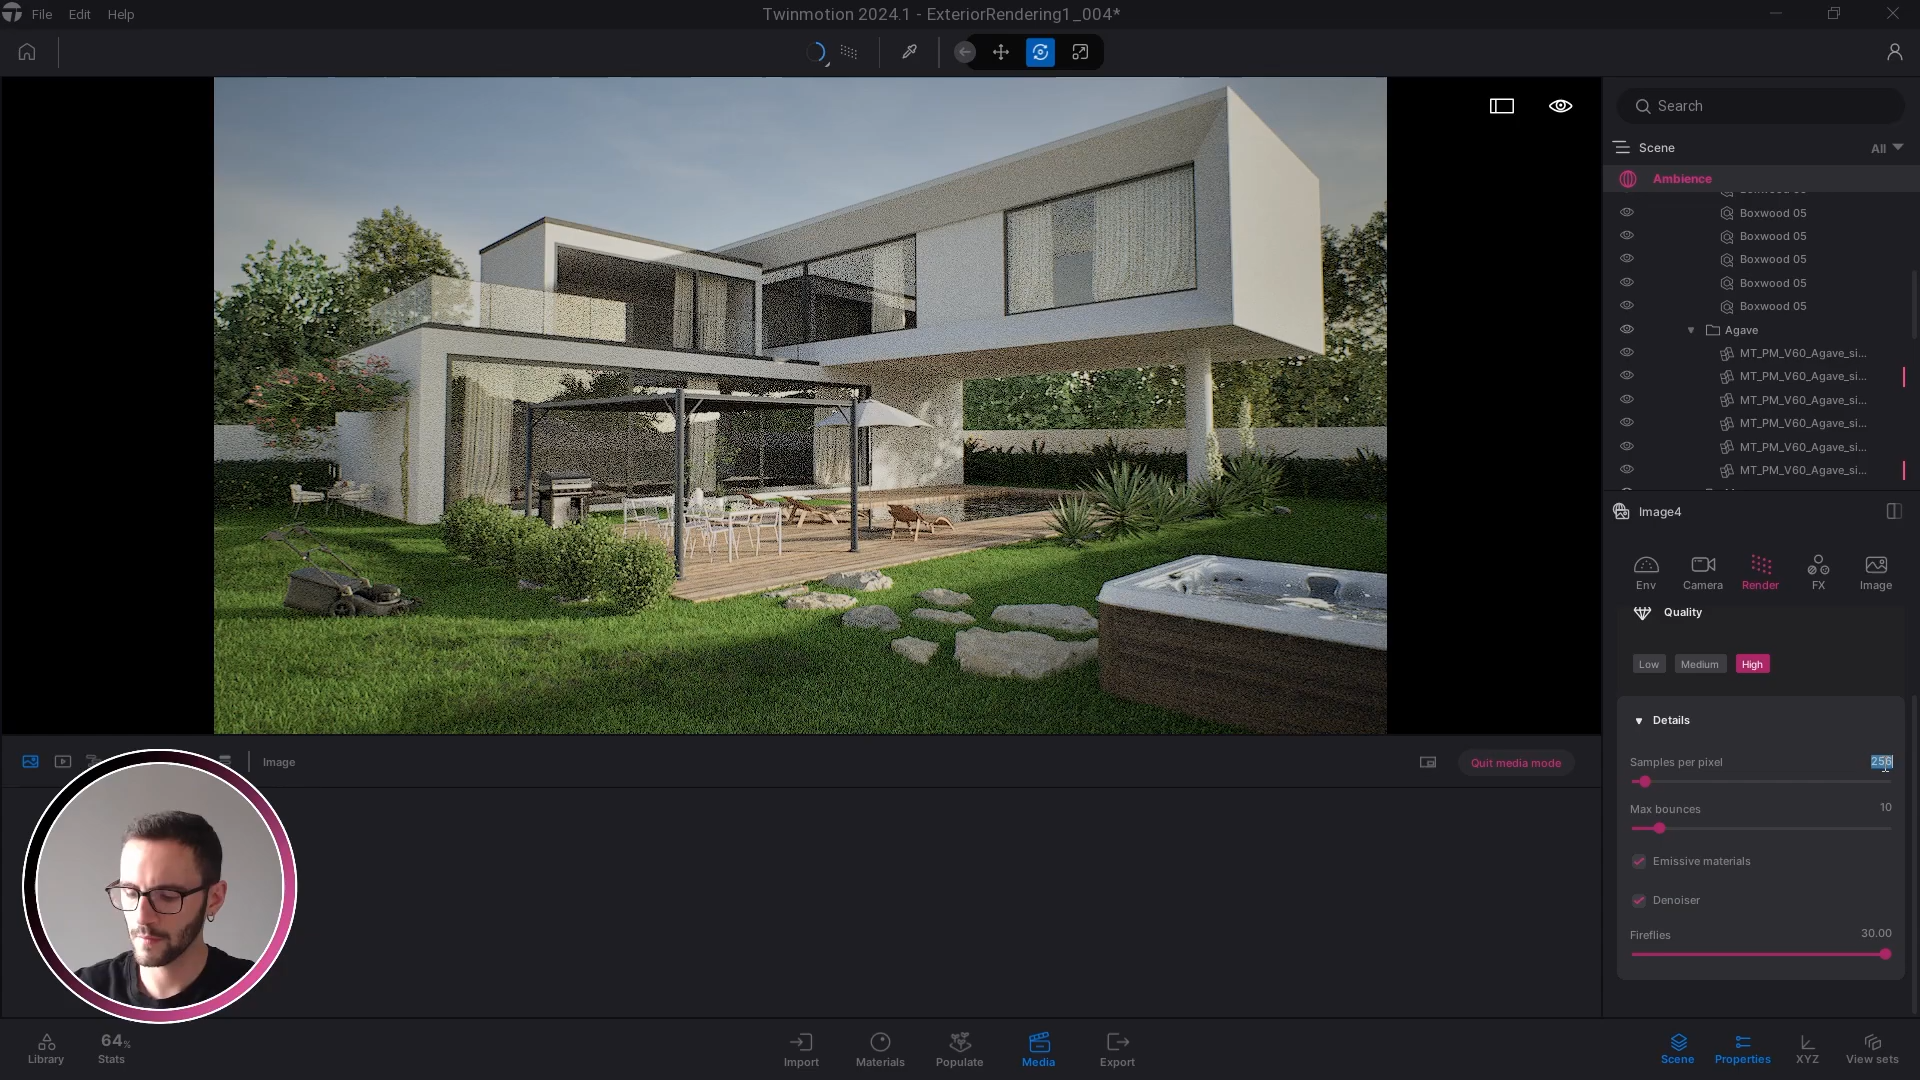 File Edit Help
Twinmotion 2024.1 - ExteriorRendering1_004*
Search
Scene
All
Ambience
Boxwood 05
Boxwood 05
Boxwood 05
Boxwood 05
Boxwood 05
Boxwood 05
Agave
MT_PM_V60_Agave_si...
MT_PM_V60_Agave_si...
MT_PM_V60_Agave_si...
MT_PM_V60_Agave_si...
MT_PM_V60_Agave_si...
MT_PM_V60_Agave_si...
Image4
Env Camera Render FX Image
Quality
Low Medium High
Details
Samples per pixel 256
Max bounces 10
Emissive materials
Denoiser
Fireflies 30.00
Image
Quit media mode
Library
64%
Stats
Import Materials Populate Media Export
Scene Properties XYZ View sets